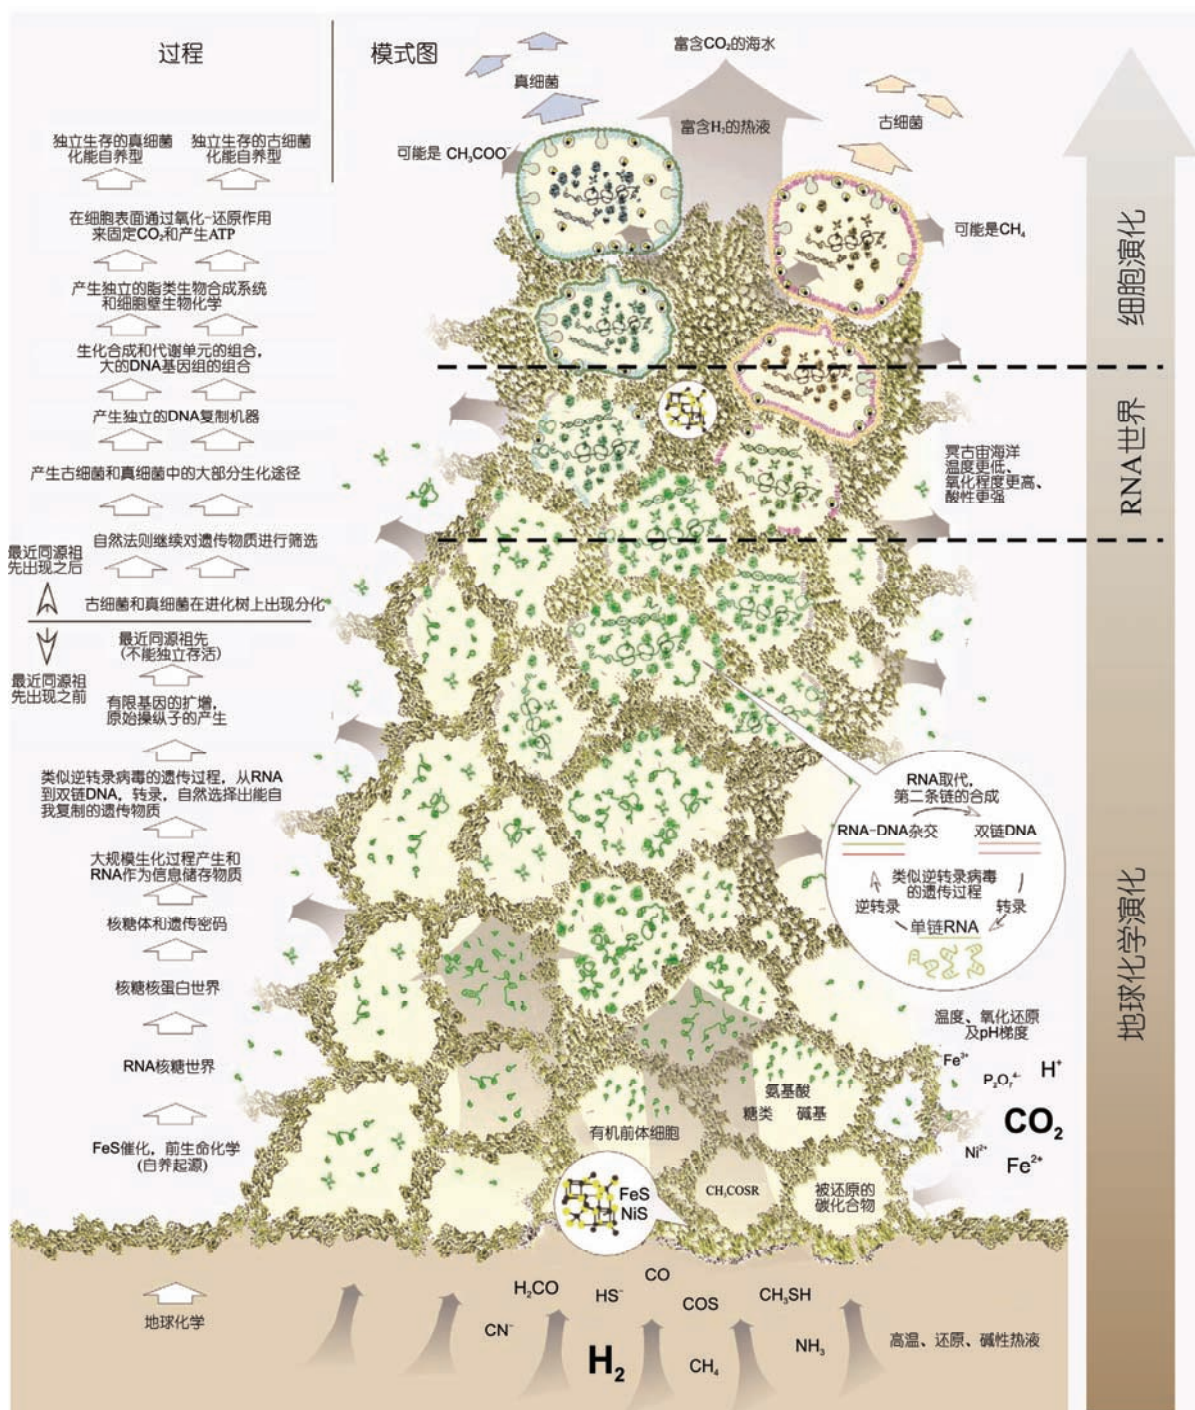 过程
模式图
富含CO₂的海水
真细菌
富含H₂的热液
古细菌
独立生存的真细菌
化能自养型
独立生存的古细菌
化能自养型
可能是 CH₃COO⁻
可能是CH₄
在细胞表面通过氧化-还原作用
来固定CO₂和产生ATP
产生独立的脂类生物合成系统
和细胞壁生物化学
生化合成和代谢单元的组合，
大的DNA基因组的组合
产生独立的DNA复制机器
产生古细菌和真细菌中的大部分生化途径
自然法则继续对遗传物质进行筛选
最近同源祖
先出现之后
古细菌和真细菌在进化树上出现分化
最近同源祖先
(不能独立存活)
最近同源祖
先出现之前
有限基因的扩增，
原始操纵子的产生
类似逆转录病毒的遗传过程，从RNA
到双链DNA，转录，自然选择出能自
我复制的遗传物质
大规模生化过程产生和
RNA作为信息储存物质
核糖体和遗传密码
核糖核蛋白世界
RNA核糖世界
FeS催化，前生命化学
(自养起源)
地球化学
冥古宙海洋
温度更低、
氧化程度更高、
酸性更强
RNA取代，
第二条链的合成
RNA-DNA杂交
双链DNA
类似逆转录病毒
的遗传过程
逆转录
转录
单链RNA
温度、氧化还原
及pH梯度
Fe³⁺
P₂O₇⁴⁻
H⁺
CO₂
Ni²⁺
Fe²⁺
氨基酸
糖类 碱基
有机前体细胞
FeS
NiS
CH₃COSR
被还原的
碳化合物
H₂CO
HS⁻
CO
COS
CH₃SH
CN⁻
H₂
CH₄
NH₃
高温、还原、碱性热液
细胞演化
RNA世界
地球化学演化